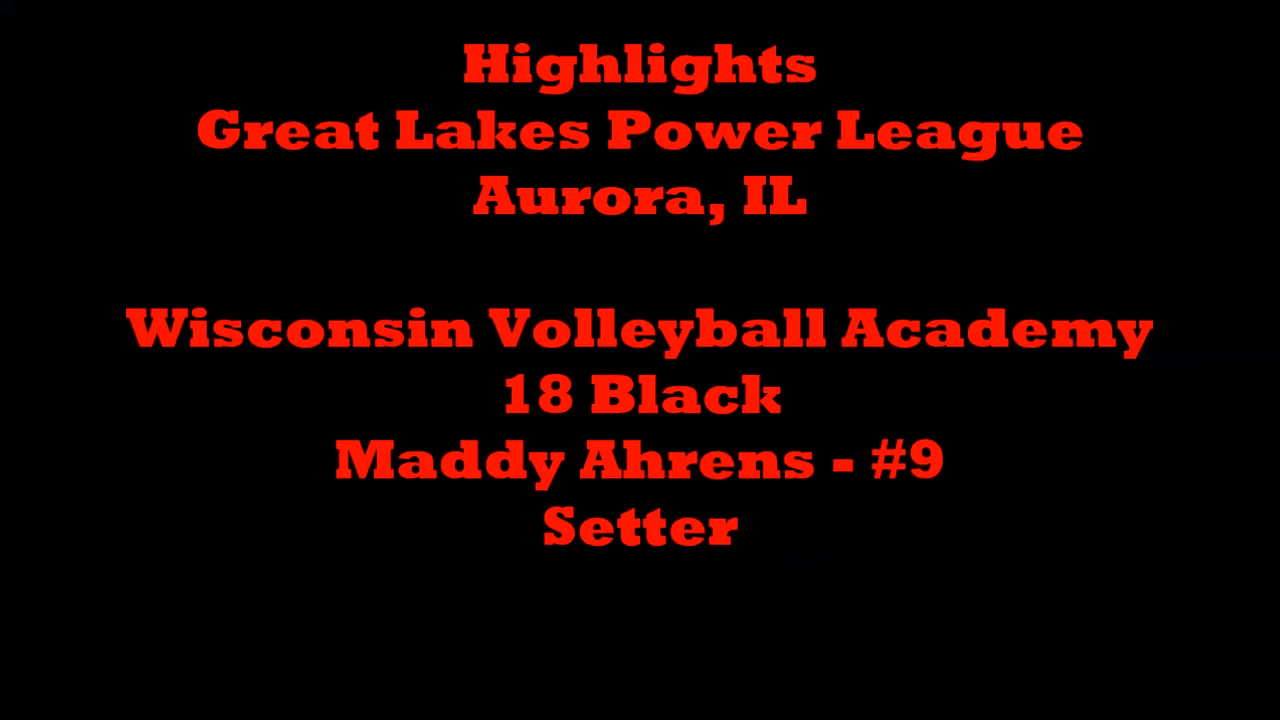 Highlights
Great Lakes Power League
Aurora, IL
Wisconsin Volleyball Academy
18 Black
Maddy Ahrens - #9
Setter